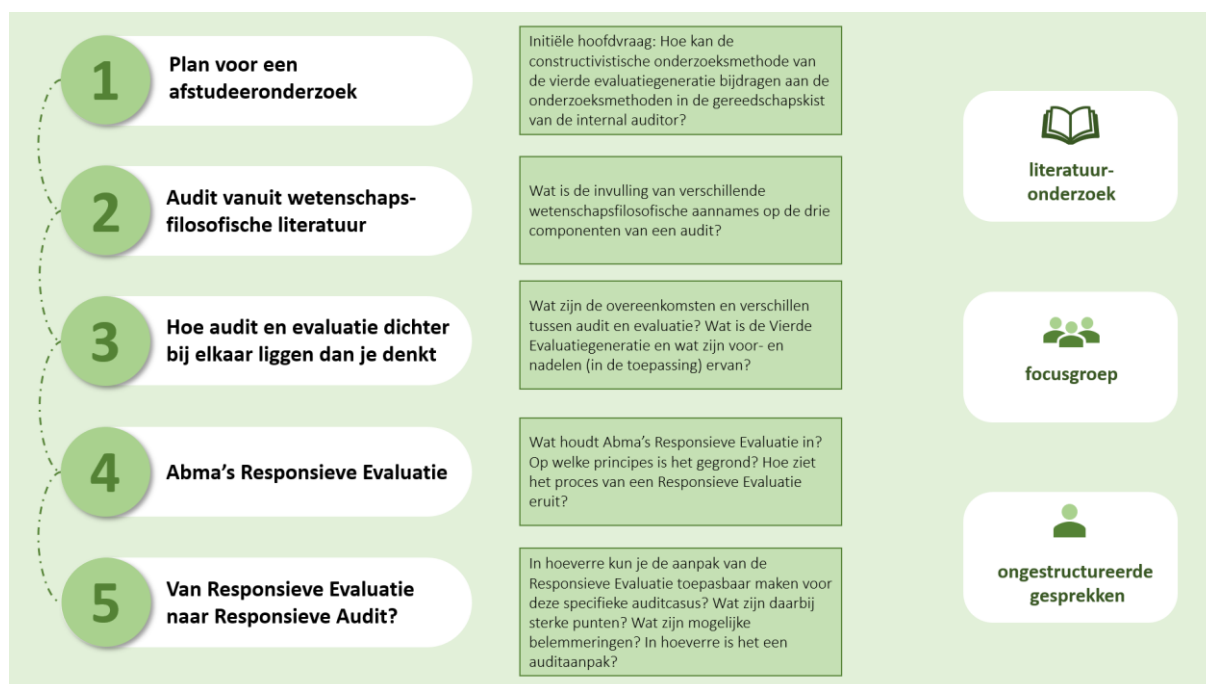 1
Plan voor een
afstudeeronderzoek
Initiële hoofdvraag: Hoe kan de
constructivistische onderzoeksmethode van
de vierde evaluatiegeneratie bijdragen aan de
onderzoeksmethoden in de gereedschapskist
van de internal auditor?
2
Audit vanuit wetenschaps-
filosofische literatuur
Wat is de invulling van verschillende
wetenschapsfilosofische aannames op de drie
componenten van een audit?
3
Hoe audit en evaluatie dichter
bij elkaar liggen dan je denkt
Wat zijn de overeenkomsten en verschillen
tussen audit en evaluatie? Wat is de Vierde
Evaluatiegeneratie en wat zijn voor- en
nadelen (in de toepassing) ervan?
4
Abma’s Responsieve Evaluatie
Wat houdt Abma’s Responsieve Evaluatie in?
Op welke principes is het gegrond? Hoe ziet
het proces van een Responsieve Evaluatie
eruit?
5
Van Responsieve Evaluatie
naar Responsieve Audit?
In hoeverre kun je de aanpak van de
Responsieve Evaluatie toepasbaar maken voor
deze specifieke auditcasus? Wat zijn daarbij
sterke punten? Wat zijn mogelijke
belemmeringen? In hoeverre is het een
auditaanpak?
literatuur-
onderzoek
focusgroep
ongestructureerde
gesprekken